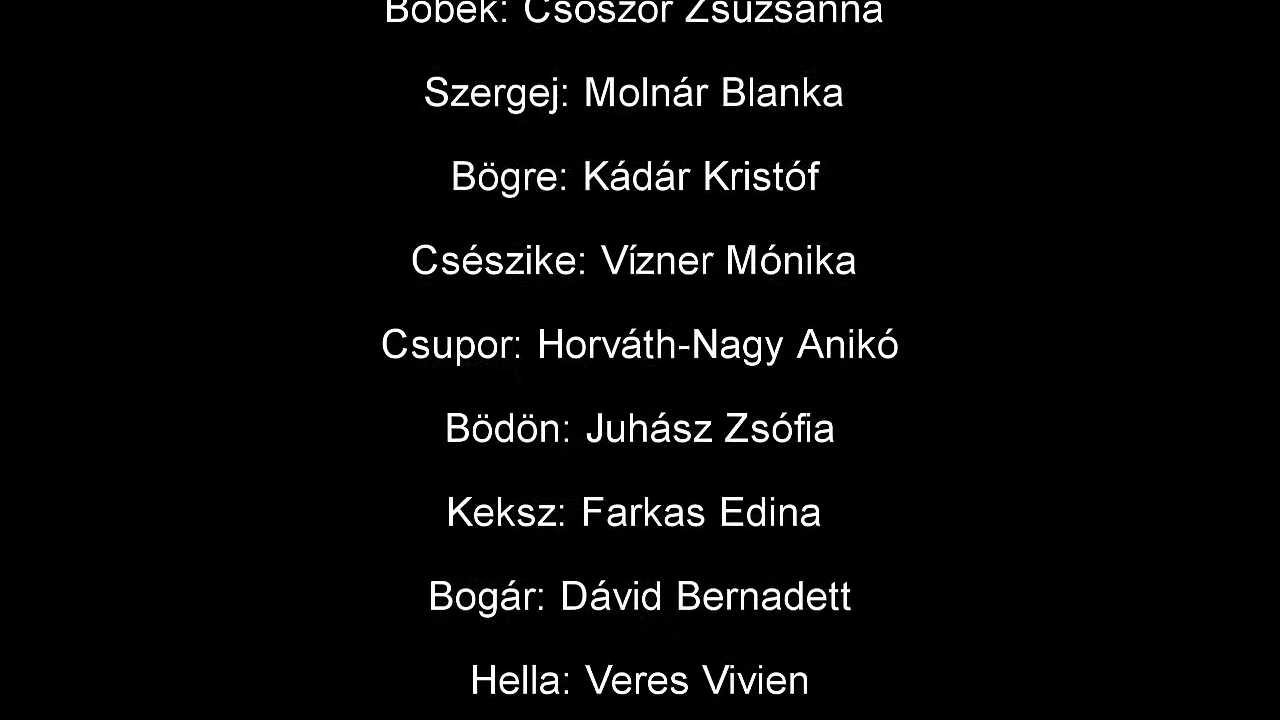 Szergej: Molnár Blanka
Bögre: Kádár Kristóf
Csészike: Vízner Mónika
Csupor: Horváth-Nagy Anikó
Bödön: Juhász Zsófia
Keksz: Farkas Edina
Bogár: Dávid Bernadett
Hella: Veres Vivien